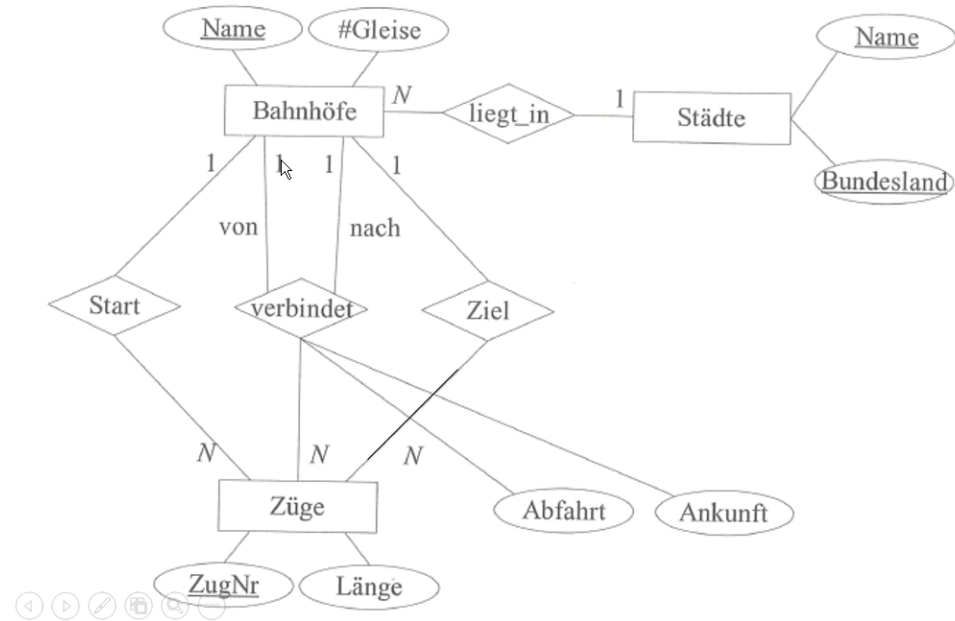 Name
#Gleise
Name
Bahnhöfe
N
liegt_in
1
Städte
1
1
1
1
Bundesland
von
nach
Start
verbindet
Ziel
N
N
N
Züge
Abfahrt
Ankunft
ZugNr
Länge